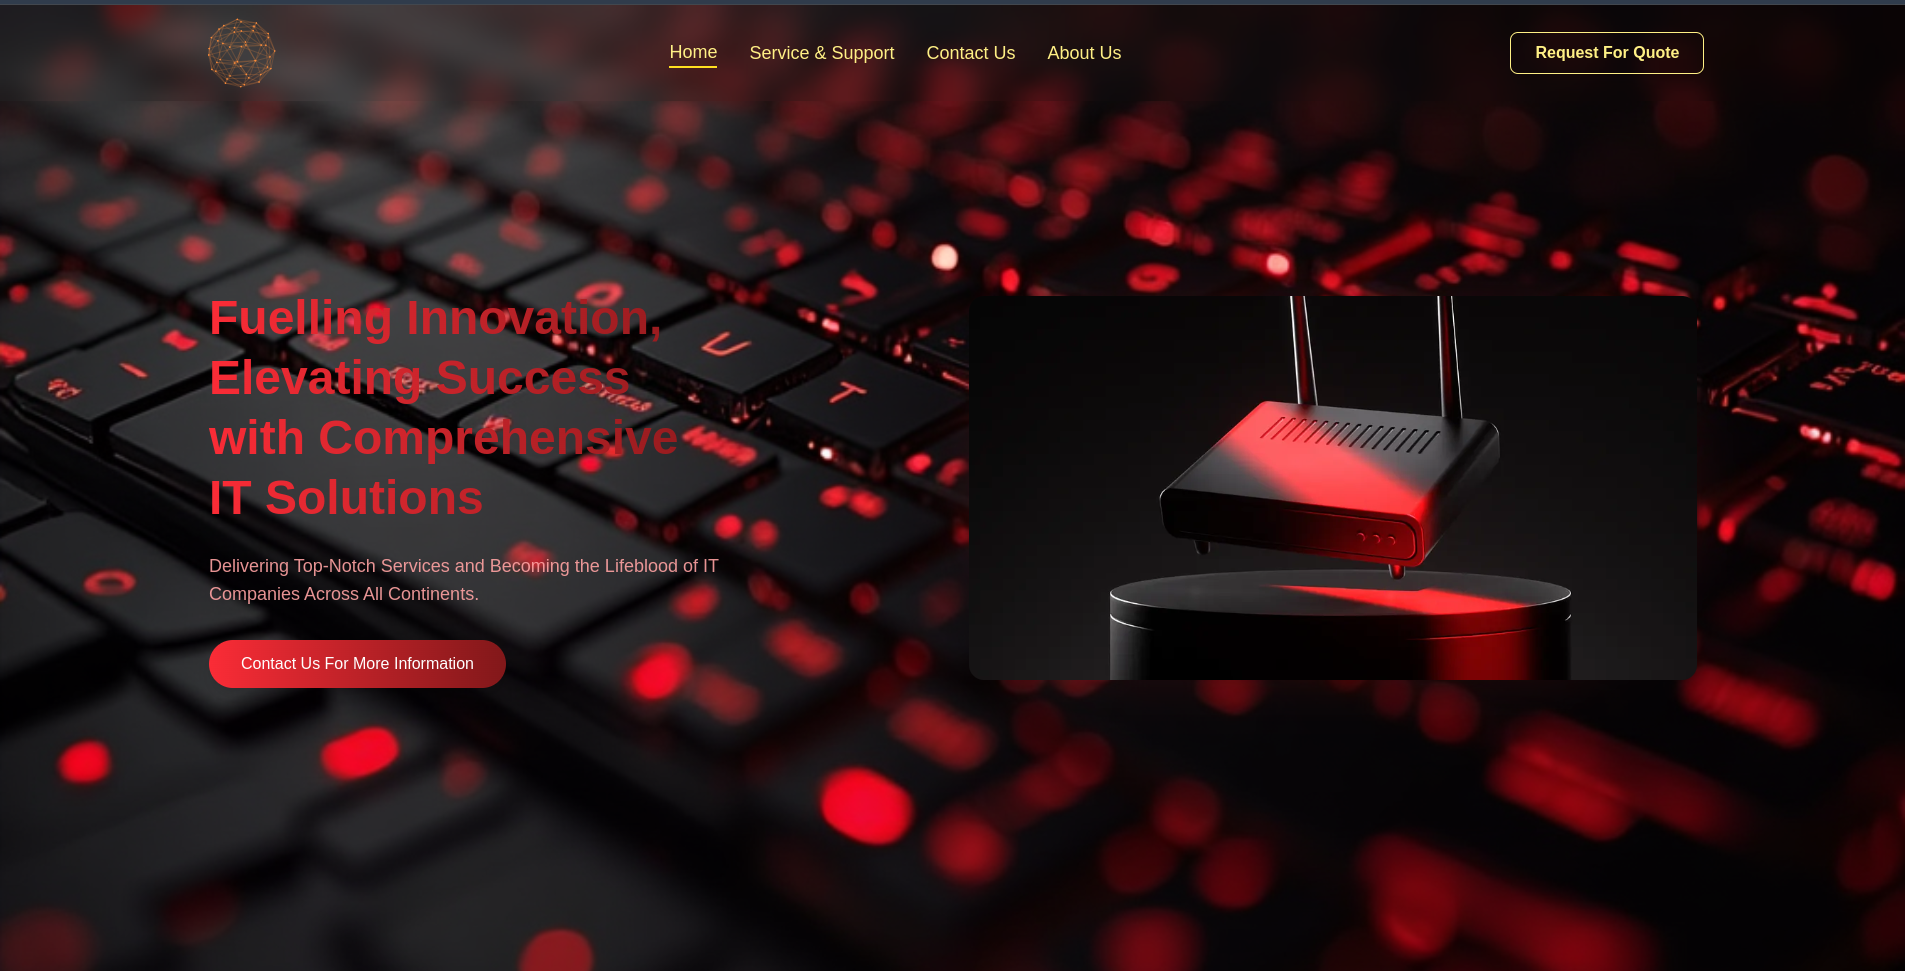 Home
Service & Support
Contact Us
About Us
Request For Quote
Fuelling Innovation,
Elevating Success
with Comprehensive
IT Solutions
Delivering Top-Notch Services and Becoming the Lifeblood of IT
Companies Across All Continents.
Contact Us For More Information
U
T